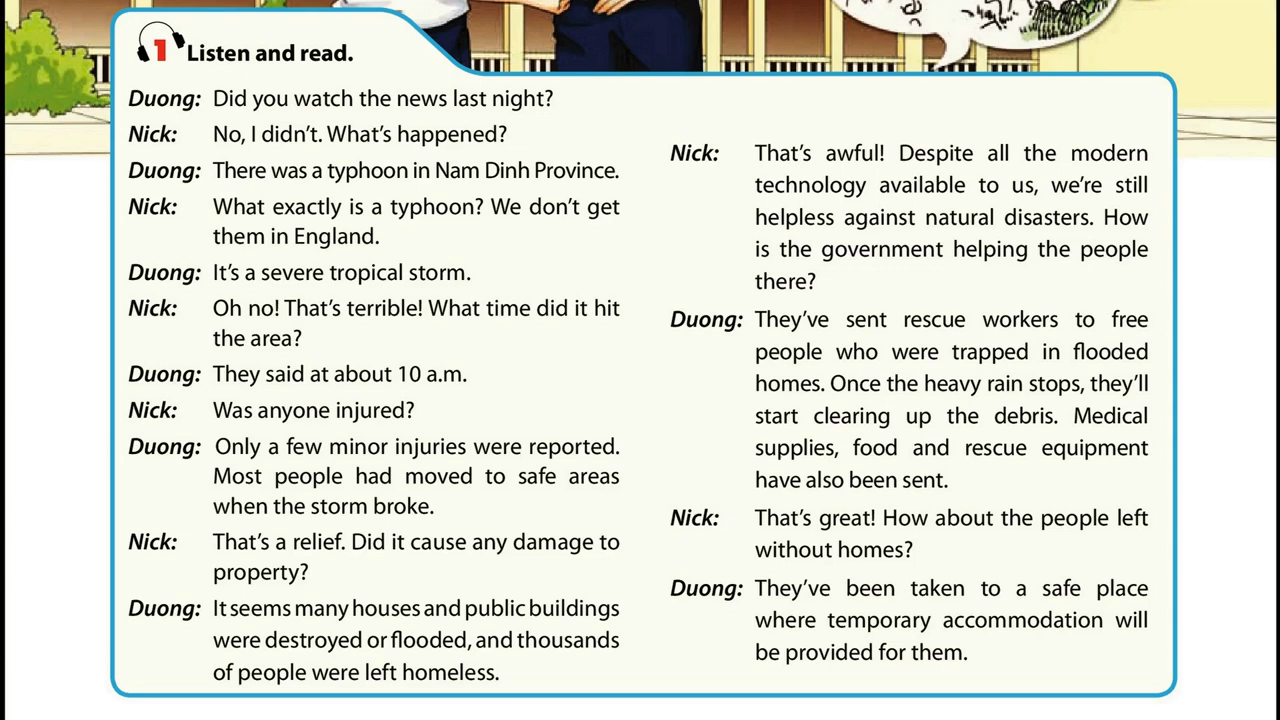 1 Listen and read.
Duong: Did you watch the news last night?
Nick: No, I didn't. What's happened?
Duong: There was a typhoon in Nam Dinh Province.
Nick: What exactly is a typhoon? We don't get
them in England.
Duong: It's a severe tropical storm.
Nick: Oh no! That's terrible! What time did it hit
the area?
Duong: They said at about 10 a.m.
Nick: Was anyone injured?
Duong: Only a few minor injuries were reported.
Most people had moved to safe areas
when the storm broke.
Nick: That's a relief. Did it cause any damage to
property?
Duong: It seems many houses and public buildings
were destroyed or flooded, and thousands
of people were left homeless.
Nick: That's awful! Despite all the modern
technology available to us, we're still
helpless against natural disasters. How
is the government helping the people
there?
Duong: They've sent rescue workers to free
people who were trapped in flooded
homes. Once the heavy rain stops, they'll
start clearing up the debris. Medical
supplies, food and rescue equipment
have also been sent.
Nick: That's great! How about the people left
without homes?
Duong: They've been taken to a safe place
where temporary accommodation will
be provided for them.